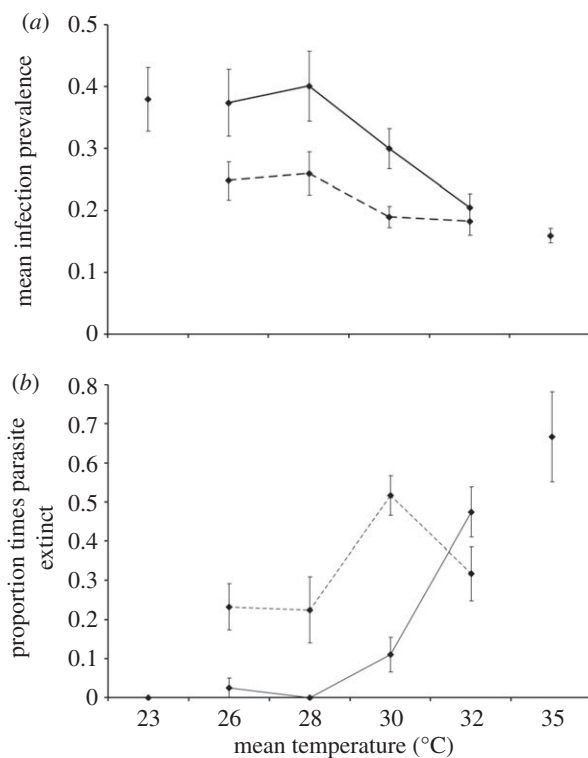 (a)
0.5
0.4
0.3
0.2
0.1
0
mean infection prevalence
(b)
0.8
0.7
0.6
0.5
0.4
0.3
0.2
0.1
0
proportion times parasite
extinct
23 26 28 30 32 35
mean temperature (°C)